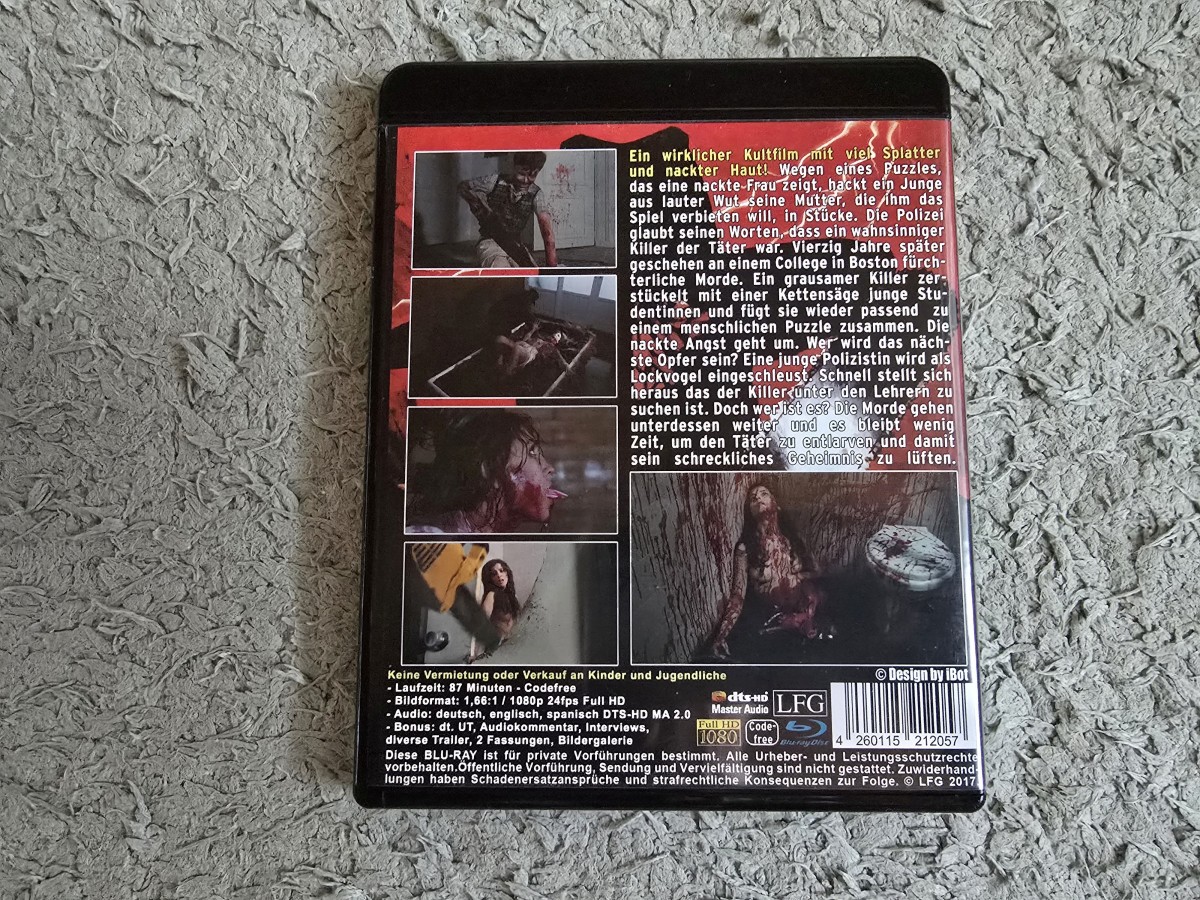 Ein wirklicher Kultfilm mit viel Splatter
und nackter Haut! Wegen eines Puzzles,
das eine nackte Frau zeigt, hackt ein Junge
aus lauter Wut seine Mutter, die ihm das
Spiel verbieten will, in Stücke. Die Polizei
glaubt seinen Worten, dass ein wahnsinniger
Killer der Täter war. Vierzig Jahre später
geschehen an einem College in Boston fürch-
terliche Morde. Ein grausamer Killer zer-
stückelt mit einer Kettensäge junge Stu-
dentinnen und fügt sie wieder passend zu
einem menschlichen Puzzle zusammen. Die
nackte Angst geht um. Wer wird das näch-
ste Opfer sein? Eine junge Polizistin wird als
Lockvogel eingeschleust. Schnell stellt sich
heraus das der Killer unter den Lehrern zu
suchen ist. Doch wer ist es? Die Morde gehen
unterdessen weiter und es bleibt wenig
Zeit, um den Täter zu entlarven und damit
sein schreckliches Geheimnis zu lüften.
Keine Vermietung oder Verkauf an Kinder und Jugendliche
© Design by iBot
- Laufzeit: 87 Minuten - Codefree
- Bildformat: 1,66:1 / 1080p 24fps Full HD
- Audio: deutsch, englisch, spanisch DTS-HD MA 2.0
- Bonus: dt. UT, Audiokommentar, Interviews,
diverse Trailer, 2 Fassungen, Bildergalerie
dts-HD
Master Audio
LFG
Full HD
1080
Code-
free
Blu-ray Disc
4 260115 212057
Diese BLU-RAY ist für private Vorführungen bestimmt. Alle Urheber- und Leistungsschutzrechte
vorbehalten.Öffentliche Vorführung, Sendung und Vervielfältigung sind nicht gestattet. Zuwiderhand-
lungen haben Schadenersatzansprüche und strafrechtliche Konsequenzen zur Folge. © LFG 2017